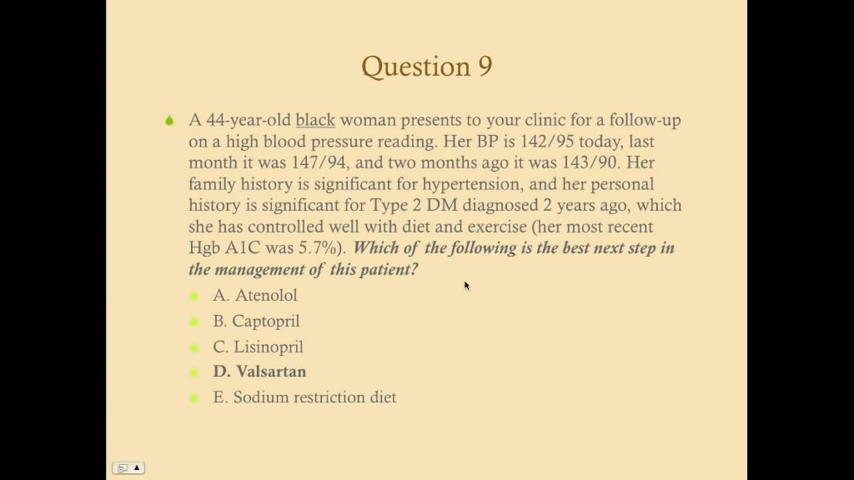 Question 9
A 44-year-old black woman presents to your clinic for a follow-up
on a high blood pressure reading. Her BP is 142/95 today, last
month it was 147/94, and two months ago it was 143/90. Her
family history is significant for hypertension, and her personal
history is significant for Type 2 DM diagnosed 2 years ago, which
she has controlled well with diet and exercise (her most recent
Hgb A1C was 5.7%). Which of the following is the best next step in
the management of this patient?
A. Atenolol
B. Captopril
C. Lisinopril
D. Valsartan
E. Sodium restriction diet